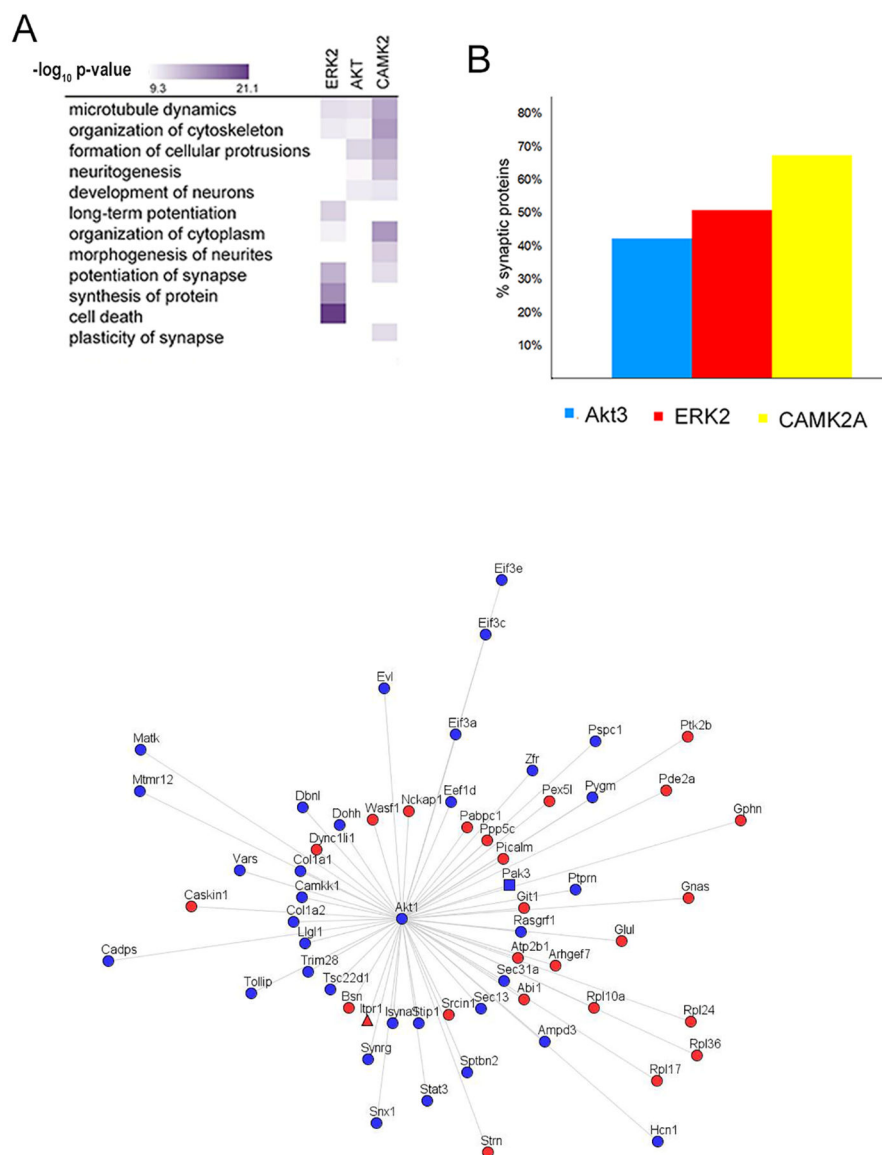 A
-log10 p-value
9.3 21.1
ERK2 AKT CAMK2
microtubule dynamics
organization of cytoskeleton
formation of cellular protrusions
neuritogenesis
development of neurons
long-term potentiation
organization of cytoplasm
morphogenesis of neurites
potentiation of synapse
synthesis of protein
cell death
plasticity of synapse
B
% synaptic proteins
80%
70%
60%
50%
40%
30%
20%
10%
Akt3 ERK2 CAMK2A
Eif3e
Eif3c
Evl
Eif3a
Pspc1
Ptk2b
Matk
Zfr
Mtmr12
Pex5l
Pygm
Pde2a
Dbnl
Nckap1
Eef1d
Wasf1
Dohh
Pabpc1
Gphn
Ppp5c
Dync1li1
Picalm
Vars
Col1a1
Pak3
Ptprn
Camkk1
Caskin1
Git1
Gnas
Akt1
Col1a2
Rasgrf1
Glul
Llgl1
Cadps
Atp2b1
Arhgef7
Trim28
Sec31a
Tsc22d1
Tollip
Bsn
Abi1
Itpr1
Isyna1
Stip1
Srcin1
Sec13
Rpl10a
Rpl24
Ampd3
Rpl36
Synrg
Sptbn2
Rpl17
Stat3
Snx1
Hcn1
Strn